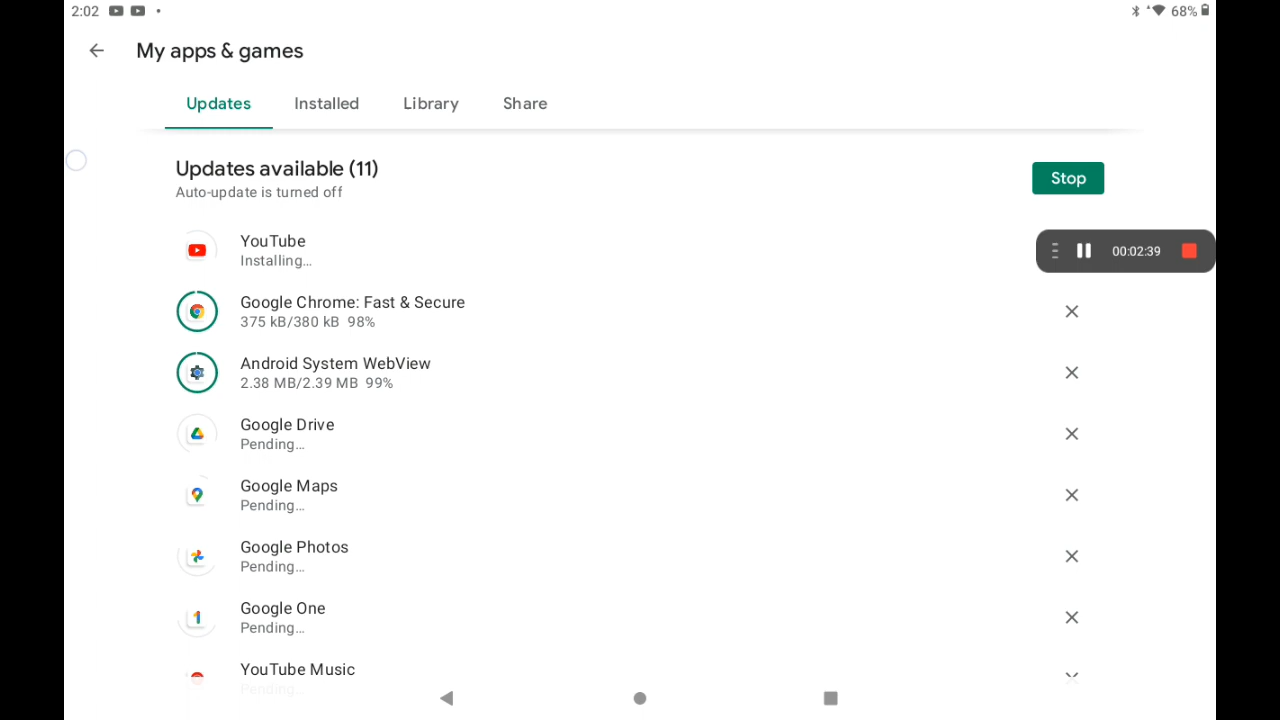 2:02
68%
My apps & games
Updates Installed Library Share
Updates available (11)
Auto-update is turned off
Stop
YouTube
Installing...
00:02:39
Google Chrome: Fast & Secure
375 kB/380 kB 98%
Android System WebView
2.38 MB/2.39 MB 99%
Google Drive
Pending...
Google Maps
Pending...
Google Photos
Pending...
Google One
Pending...
YouTube Music
Pending...